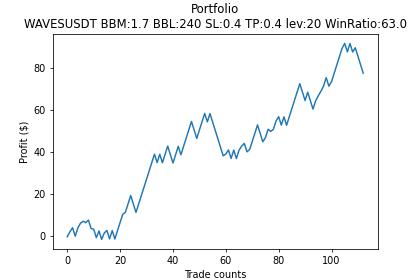 Portfolio
WAVESUSDT BBM:1.7 BBL:240 SL:0.4 TP:0.4 lev:20 WinRatio:63.0
80
60
40
20
0
Profit ($)
0 20 40 60 80 100
Trade counts